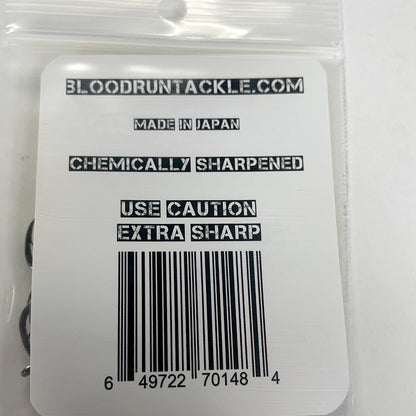 BLOODRUNTACKLE.COM
MADE IN JAPAN
CHEMICALLY SHARPENED
USE CAUTION
EXTRA SHARP
6 49722 70148 4